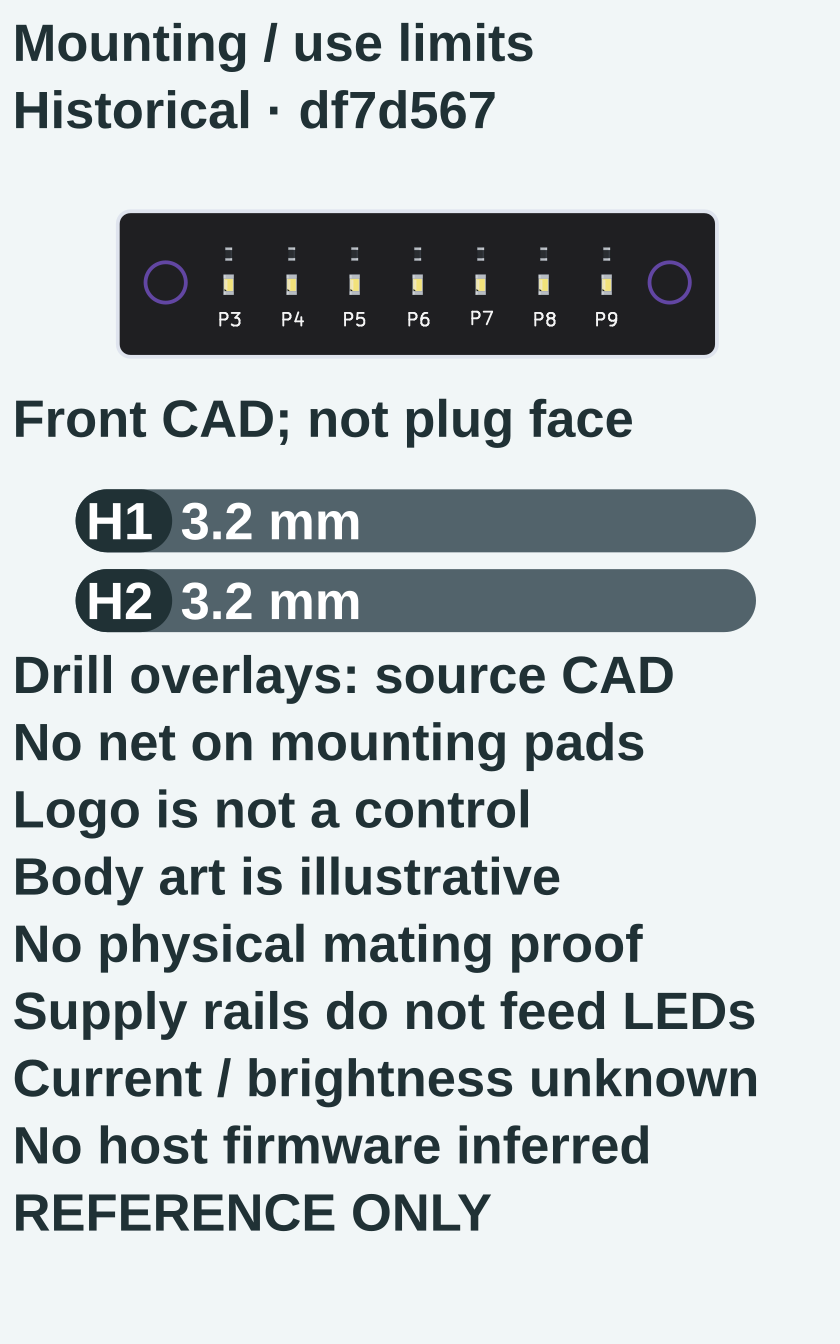 Mounting / use limits
Historical · df7d567
P3 P4 P5 P6 P7 P8 P9
Front CAD; not plug face
H1 3.2 mm
H2 3.2 mm
Drill overlays: source CAD
No net on mounting pads
Logo is not a control
Body art is illustrative
No physical mating proof
Supply rails do not feed LEDs
Current / brightness unknown
No host firmware inferred
REFERENCE ONLY